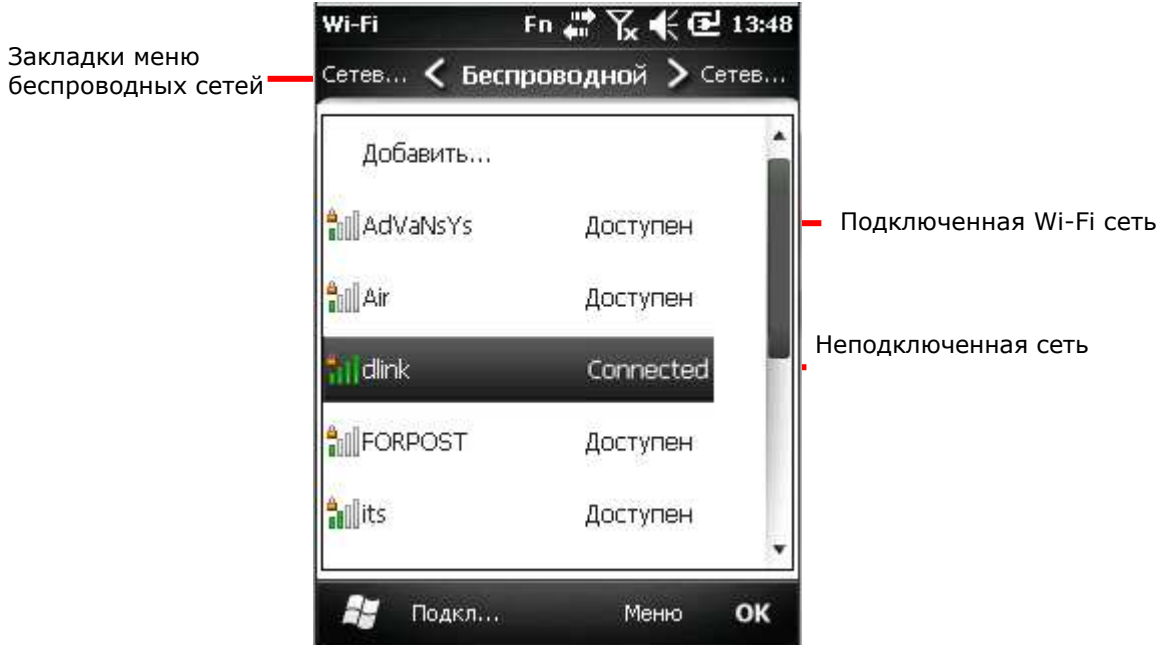 Закладки меню
беспроводных сетей
Wi-Fi Fn 13:48
Сетев... Беспроводной Сетев...
Добавить...
AdVaNsYs Доступен
Подключенная Wi-Fi сеть
Air Доступен
Неподключенная сеть
dlink Connected
FORPOST Доступен
its Доступен
Подкл... Меню OK